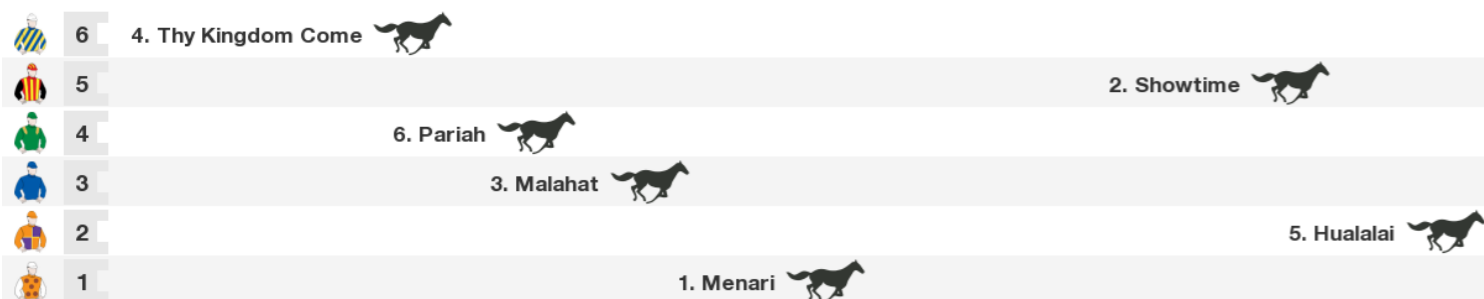 6 4. Thy Kingdom Come
5 2. Showtime
4 6. Pariah
3 3. Malahat
2 5. Hualalai
1 1. Menari